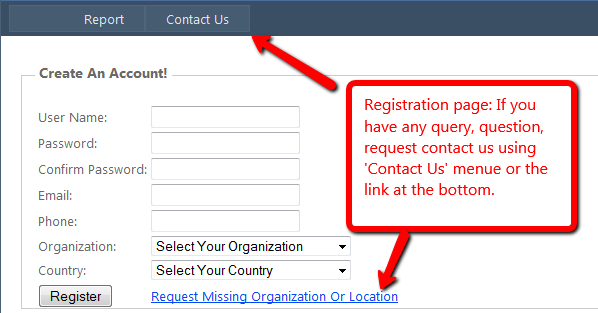 Report Contact Us
Create An Account!
User Name:
Password:
Confirm Password:
Email:
Phone:
Organization: Select Your Organization
Country: Select Your Country
Register Request Missing Organization Or Location
Registration page: If you
have any query, question,
request contact us using
'Contact Us' menue or the
link at the bottom.